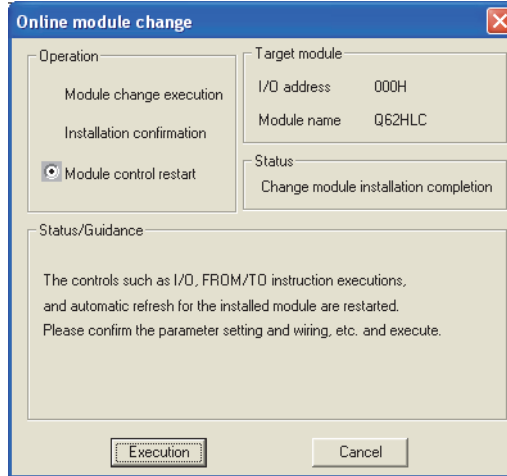 Online module change
Operation
Module change execution
Installation confirmation
Module control restart
Target module
I/O address 000H
Module name Q62HLC
Status
Change module installation completion
Status/Guidance
The controls such as I/O, FROM/TO instruction executions,
and automatic refresh for the installed module are restarted.
Please confirm the parameter setting and wiring, etc. and execute.
Execution Cancel